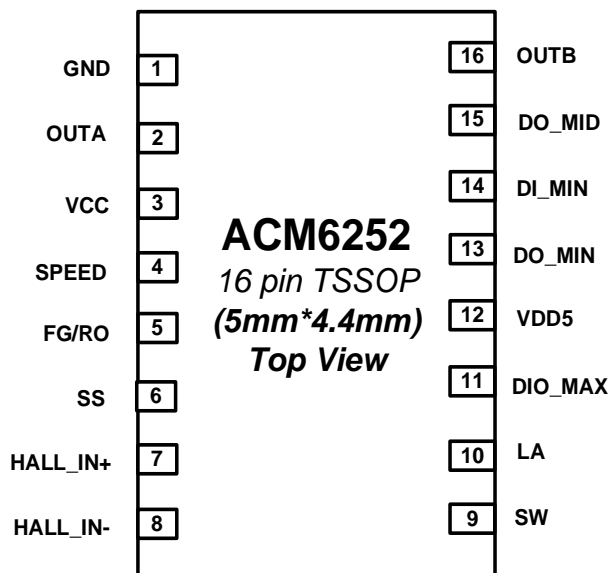 GND 1
OUTA 2
VCC 3
SPEED 4
FG/RO 5
SS 6
HALL_IN+ 7
HALL_IN- 8
ACM6252
16 pin TSSOP
(5mm*4.4mm)
Top View
16 OUTB
15 DO_MID
14 DI_MIN
13 DO_MIN
12 VDD5
11 DIO_MAX
10 LA
9 SW